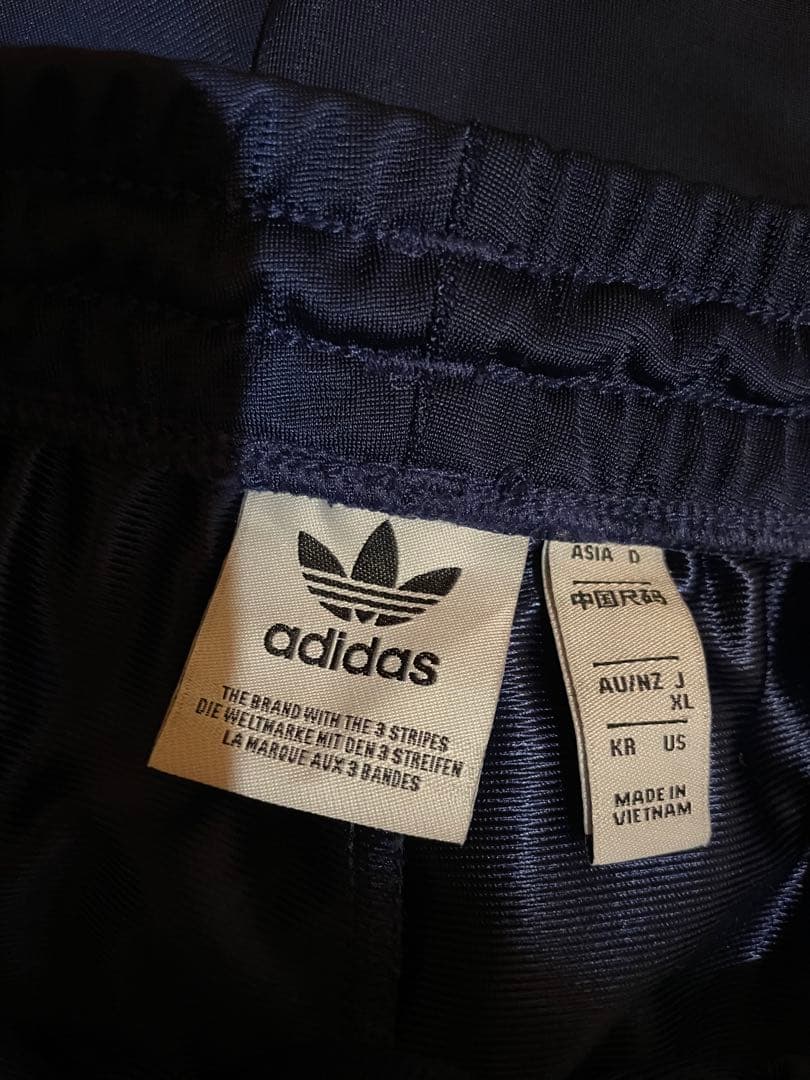 adidas
THE BRAND WITH THE 3 STRIPES
DIE WELTMARKE MIT DEN 3 STREIFEN
LA MARQUE AUX 3 BANDES
ASIA D
中国尺码
AU/NZ J
XL
KR US
MADE IN
VIETNAM